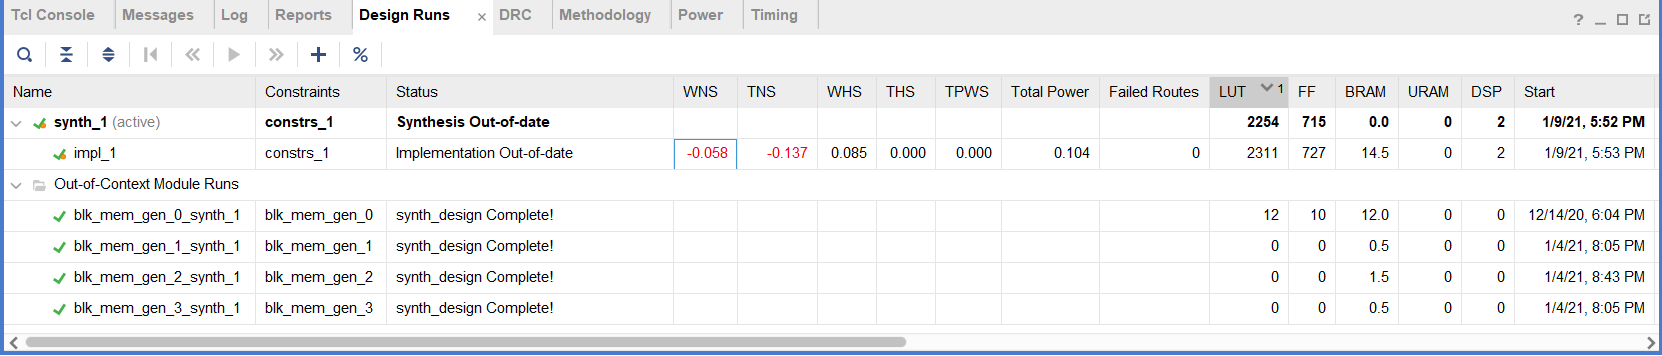 Tcl Console Messages Log Reports Design Runs × DRC Methodology Power Timing ?
%
Name Constraints Status WNS TNS WHS THS TPWS Total Power Failed Routes LUT 1 FF BRAM URAM DSP Start
synth_1 (active) constrs_1 Synthesis Out-of-date 2254 715 0.0 0 2 1/9/21, 5:52 PM
impl_1 constrs_1 Implementation Out-of-date -0.058 -0.137 0.085 0.000 0.000 0.104 0 2311 727 14.5 0 2 1/9/21, 5:53 PM
Out-of-Context Module Runs
blk_mem_gen_0_synth_1 blk_mem_gen_0 synth_design Complete! 12 10 12.0 0 0 12/14/20, 6:04 PM
blk_mem_gen_1_synth_1 blk_mem_gen_1 synth_design Complete! 0 0 0.5 0 0 1/4/21, 8:05 PM
blk_mem_gen_2_synth_1 blk_mem_gen_2 synth_design Complete! 0 0 1.5 0 0 1/4/21, 8:43 PM
blk_mem_gen_3_synth_1 blk_mem_gen_3 synth_design Complete! 0 0 0.5 0 0 1/4/21, 8:05 PM